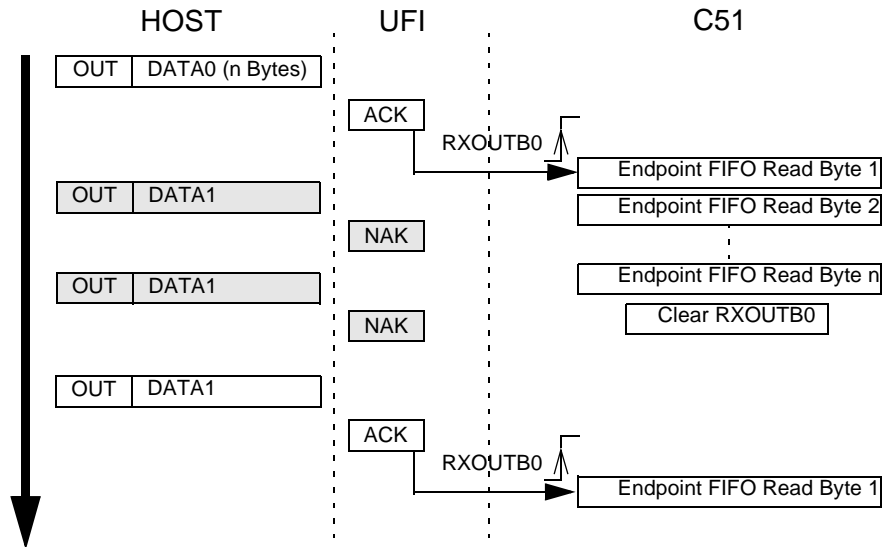 HOST UFI C51
OUT DATA0 (n Bytes)
ACK
RXOUTB0
Endpoint FIFO Read Byte 1
OUT DATA1
Endpoint FIFO Read Byte 2
NAK
OUT DATA1
Endpoint FIFO Read Byte n
NAK
Clear RXOUTB0
OUT DATA1
ACK
RXOUTB0
Endpoint FIFO Read Byte 1